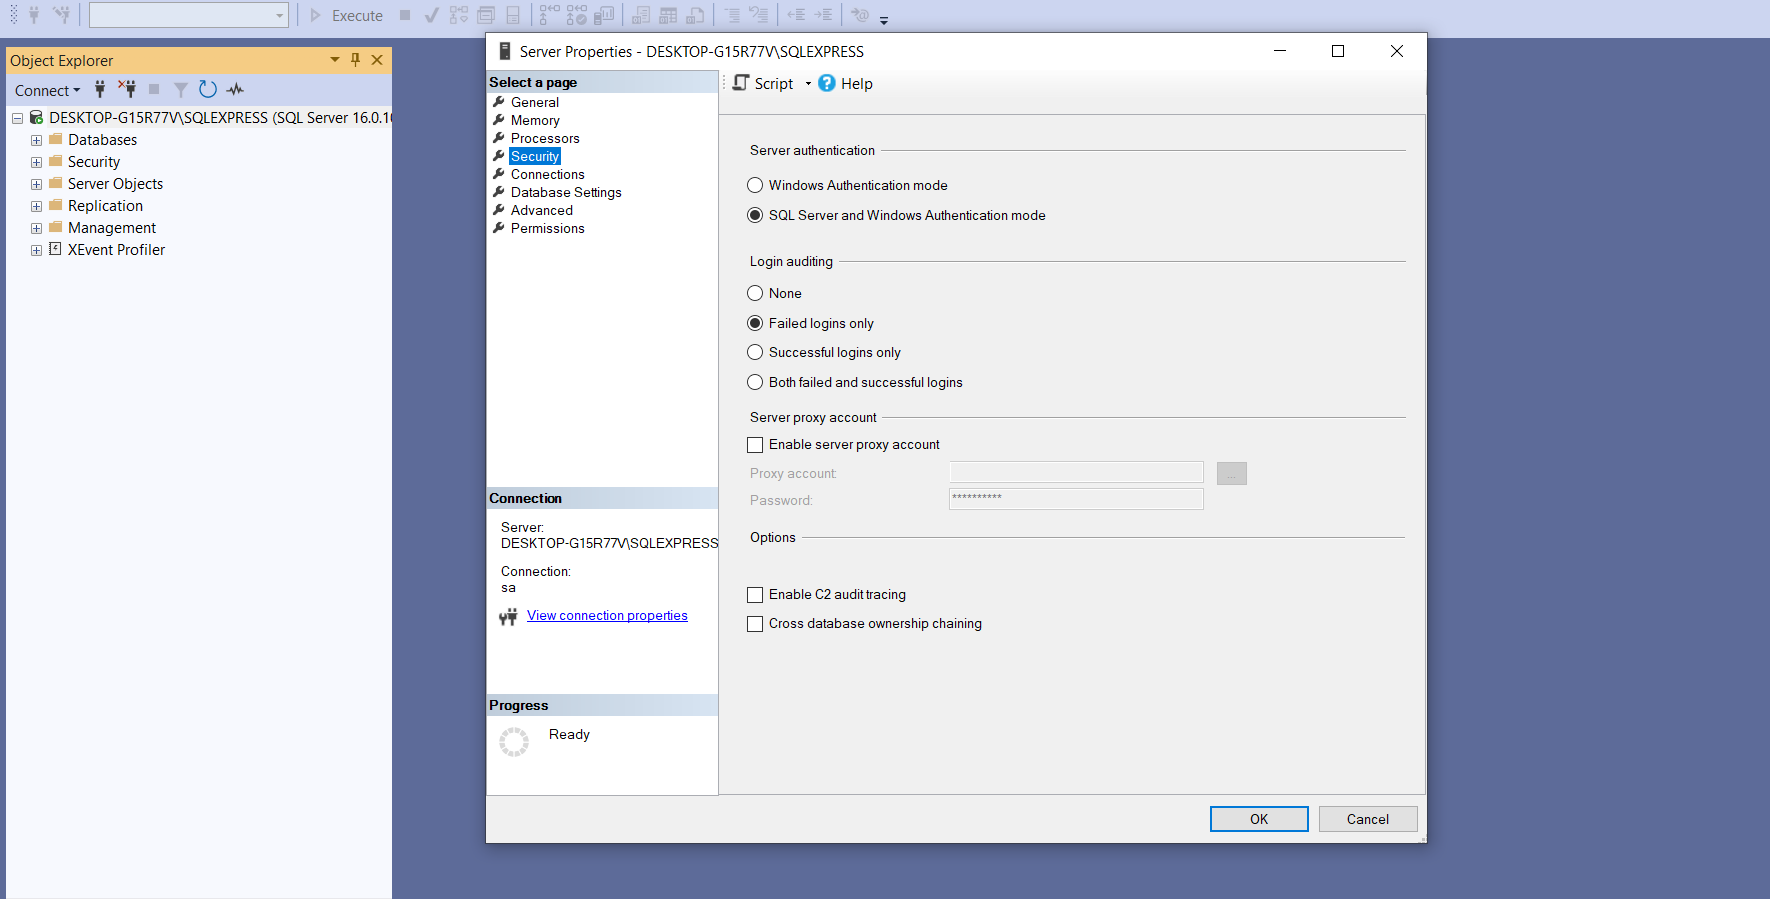 Execute
Object Explorer
Connect
DESKTOP-G15R77V\SQLEXPRESS (SQL Server 16.0.10
Databases
Security
Server Objects
Replication
Management
XEvent Profiler
Server Properties - DESKTOP-G15R77V\SQLEXPRESS
Select a page
General
Memory
Processors
Security
Connections
Database Settings
Advanced
Permissions
Connection
Server:
DESKTOP-G15R77V\SQLEXPRESS
Connection:
sa
View connection properties
Progress
Ready
Script
Help
Server authentication
Windows Authentication mode
SQL Server and Windows Authentication mode
Login auditing
None
Failed logins only
Successful logins only
Both failed and successful logins
Server proxy account
Enable server proxy account
Proxy account:
...
Password:
**********
Options
Enable C2 audit tracing
Cross database ownership chaining
OK
Cancel